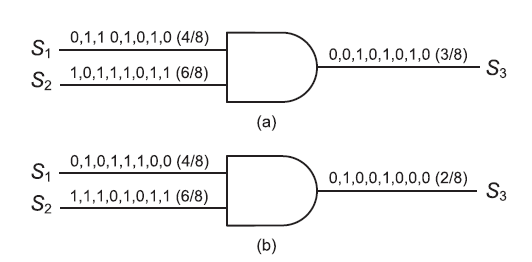 S1 0,1,1 0,1,0,1,0 (4/8)
S2 1,0,1,1,1,0,1,1 (6/8)
0,0,1,0,1,0,1,0 (3/8) S3
(a)
S1 0,1,0,1,1,1,0,0 (4/8)
S2 1,1,1,0,1,0,1,1 (6/8)
0,1,0,0,1,0,0,0 (2/8) S3
(b)